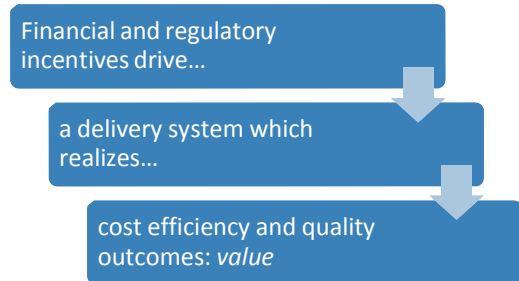 Financial and regulatory
incentives drive…
a delivery system which
realizes…
cost efficiency and quality
outcomes: value